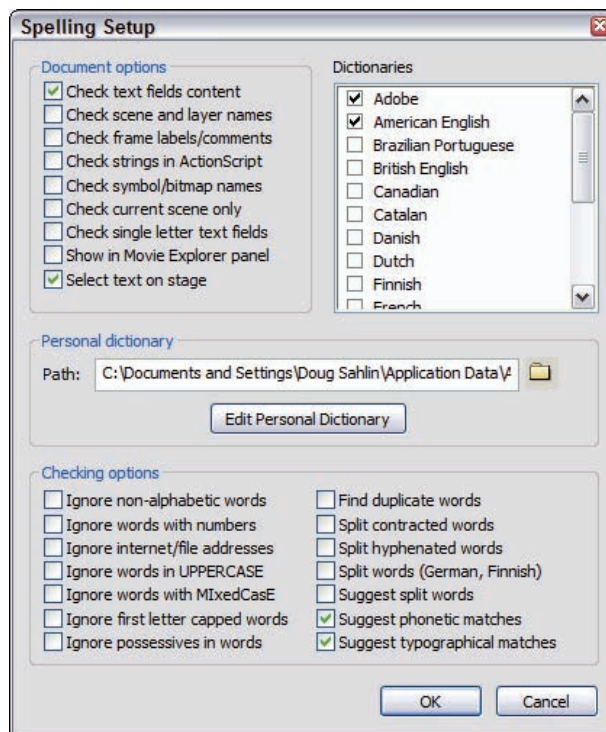 Spelling Setup
Document options
Check text fields content
Check scene and layer names
Check frame labels/comments
Check strings in ActionScript
Check symbol/bitmap names
Check current scene only
Check single letter text fields
Show in Movie Explorer panel
Select text on stage
Dictionaries
Adobe
American English
Brazilian Portuguese
British English
Canadian
Catalan
Danish
Dutch
Finnish
French
Personal dictionary
Path: C:\Documents and Settings\Doug Sahlin\Application Data\A
Edit Personal Dictionary
Checking options
Ignore non-alphabetic words
Ignore words with numbers
Ignore internet/file addresses
Ignore words in UPPERCASE
Ignore words with MIxedCasE
Ignore first letter capped words
Ignore possessives in words
Find duplicate words
Split contracted words
Split hyphenated words
Split words (German, Finnish)
Suggest split words
Suggest phonetic matches
Suggest typographical matches
OK
Cancel